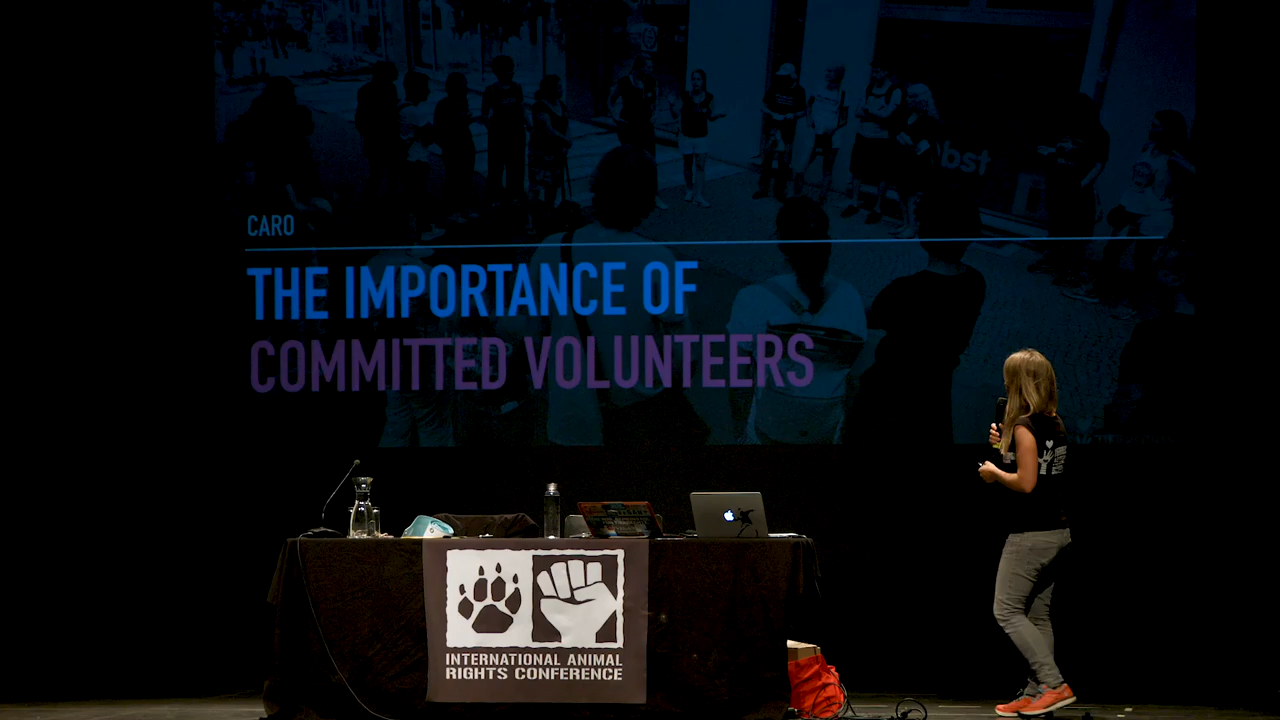 CARO
THE IMPORTANCE OF
COMMITTED VOLUNTEERS
INTERNATIONAL ANIMAL
RIGHTS CONFERENCE